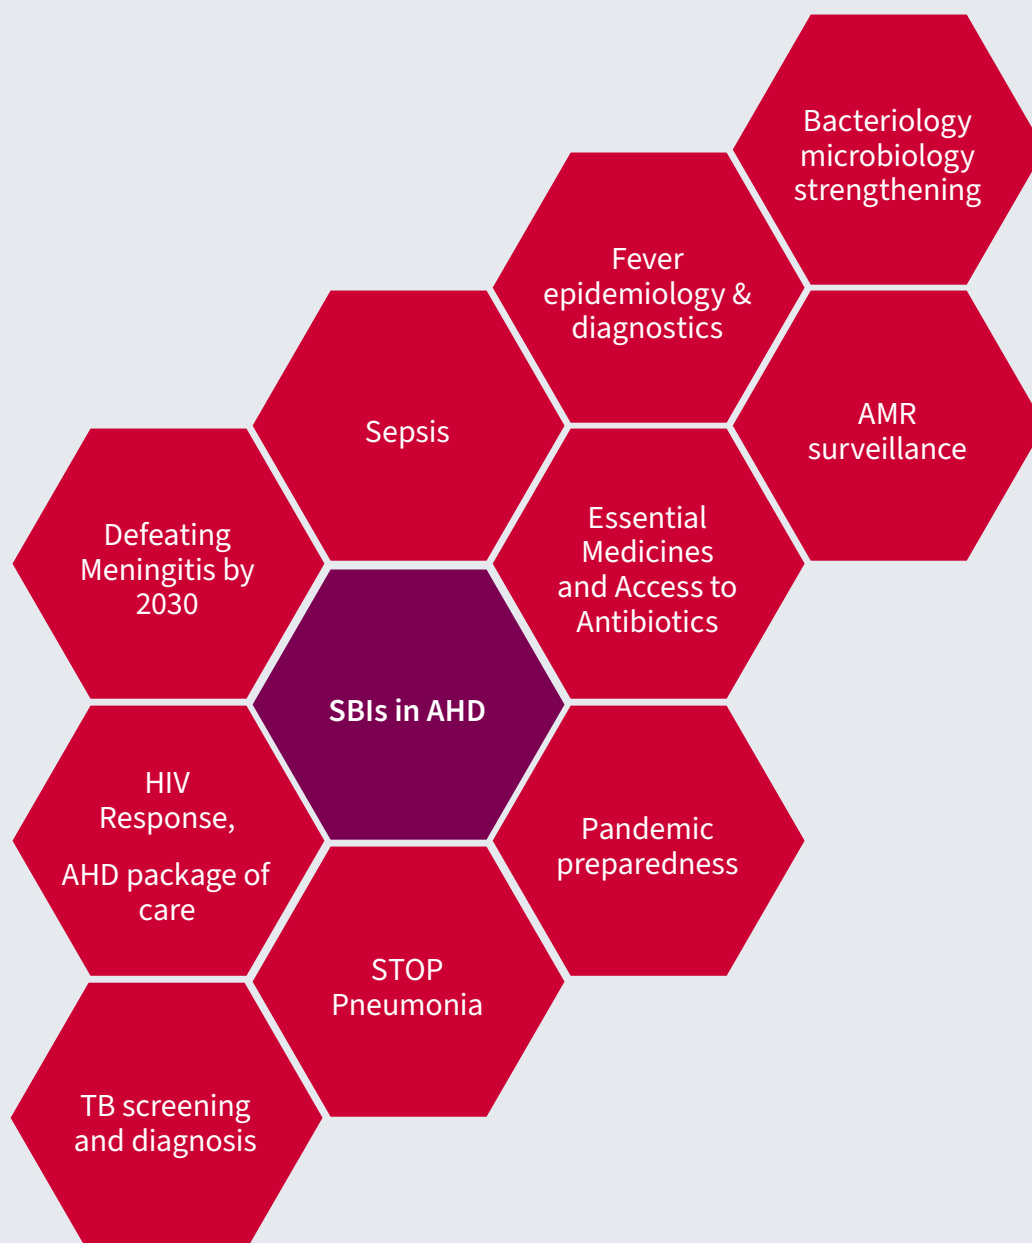 Bacteriology
microbiology
strengthening
Fever
epidemiology &
diagnostics
Sepsis
AMR
surveillance
Defeating
Meningitis by
2030
Essential
Medicines
and Access to
Antibiotics
SBIs in AHD
HIV
Response,
AHD package of
care
Pandemic
preparedness
STOP
Pneumonia
TB screening
and diagnosis